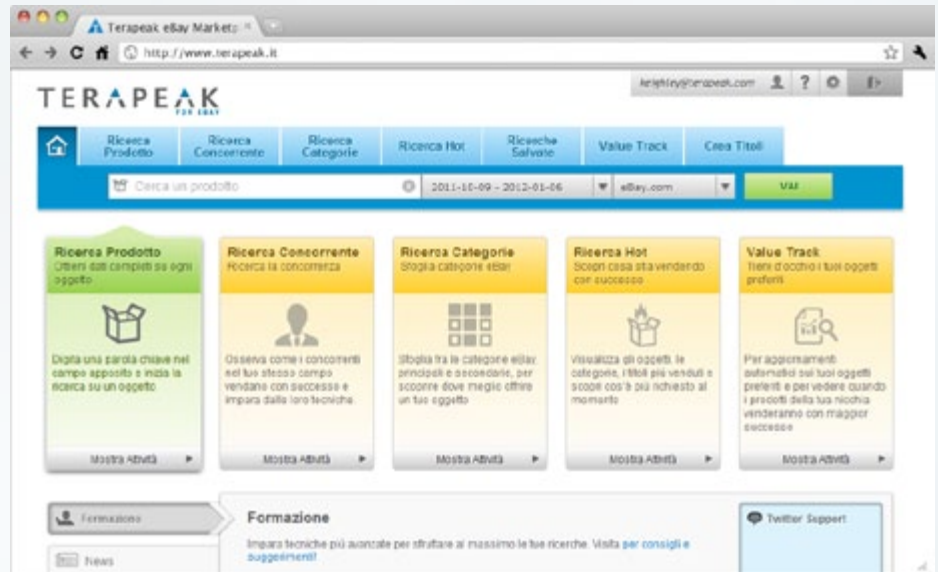 Terapeak eBay Market
http://www.terapeak.it
keighley@terapeak.com
TERAPEAK
FOR EBAY
Ricerca Prodotto
Ricerca Concorrente
Ricerca Categorie
Ricerca Hot
Ricerche Salvate
Value Track
Crea Titoli
Cerca un prodotto
2011-10-09 - 2012-01-06
eBay.com
VAI
Ricerca Prodotto
Ottieni dati completi su ogni
oggetto
Digita una parola chiave nel
campo apposito e inizia la
ricerca su un oggetto
Mostra Attività
Ricerca Concorrente
Ricerca la concorrenza
Osserva come i concorrenti
nel tuo stesso campo
vendano con successo e
impara dalle loro tecniche.
Mostra Attività
Ricerca Categorie
Sfoglia categorie eBay
Sfoglia fra le categorie eBay,
principali e secondarie, per
scoprire dove meglio offrire
un tuo oggetto
Mostra Attività
Ricerca Hot
Scopri cosa sta vendendo
con successo
Visualizza gli oggetti, le
categorie, i titoli più venduti e
scopri cos'è più richiesto al
momento
Mostra Attività
Value Track
Tieni d'occhio i tuoi oggetti
preferiti
Per aggiornamenti
automatici sui tuoi oggetti
preferiti e per vedere quando
i prodotti della tua nicchia
venderanno con maggior
successo
Mostra Attività
Formazione
News
Formazione
Impara tecniche più avanzate per sfruttare al massimo le tue ricerche. Visita per consigli e
suggerimenti!
Twitter Support